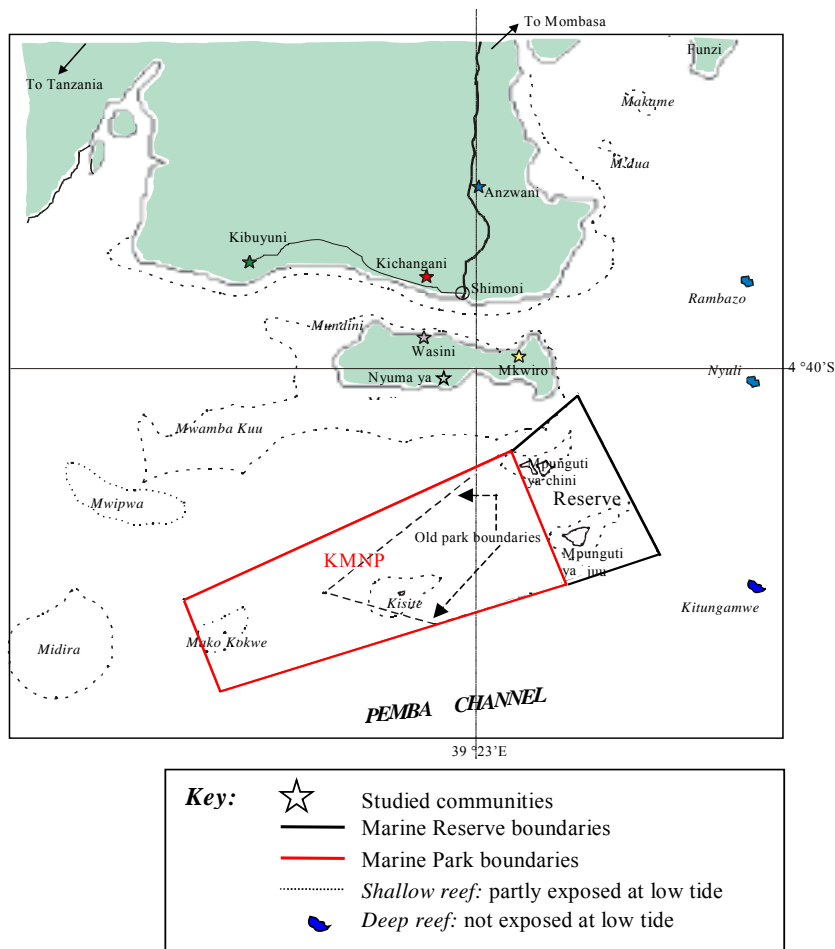 To Mombasa
To Tanzania
Funzi
Makume
M.dua
Anzwani
Kibuyuni
Kichangani
Shimoni
Rambazo
Mundini
Wasini
Mkwiro
4 °40'S
Nyuma ya
Nyuli
Mwamba Kuu
Mpunguti
ya chini
Mwipwa
Reserve
Old park boundaries
KMNP
Mpunguti
ya juu
Kisite
Kitungamwe
Mako Kokwe
Midira
PEMBA CHANNEL
39 °23'E
Key:
Studied communities
Marine Reserve boundaries
Marine Park boundaries
Shallow reef: partly exposed at low tide
Deep reef: not exposed at low tide